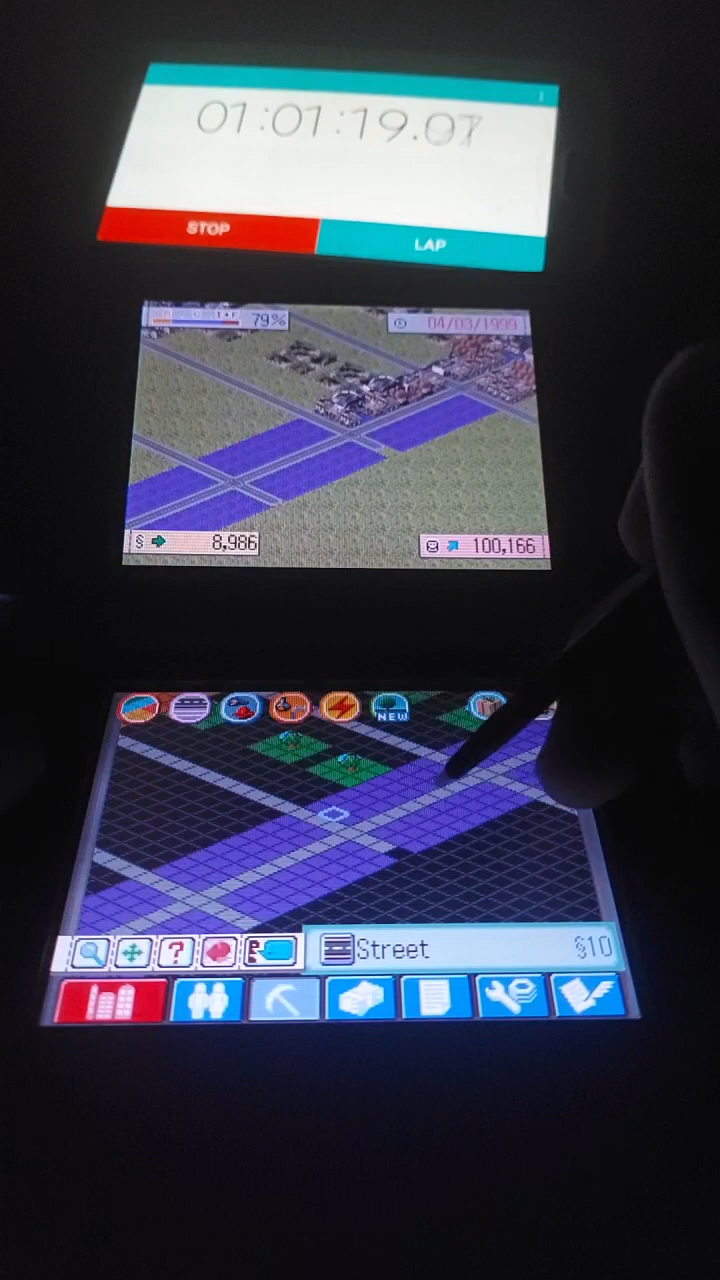 01:01:19.07
STOP
LAP
79%
04/03/1999
§ 8,986
100,166
NEW
?
Street §10